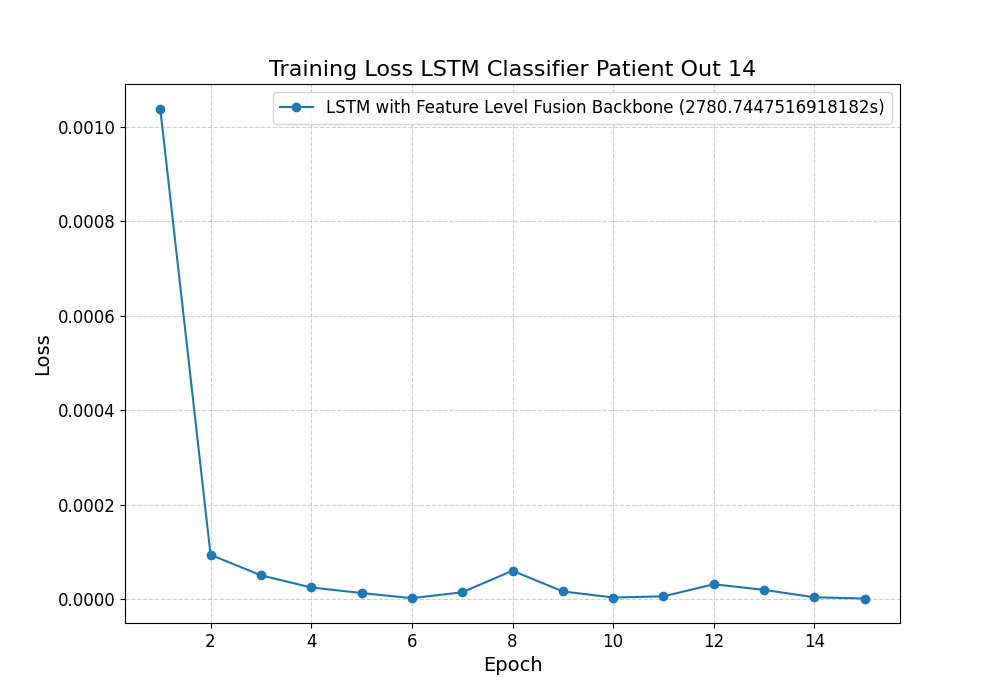 Training Loss LSTM Classifier Patient Out 14
LSTM with Feature Level Fusion Backbone (2780.7447516918182s)
0.0010
0.0008
0.0006
0.0004
0.0002
0.0000
Loss
2 4 6 8 10 12 14
Epoch